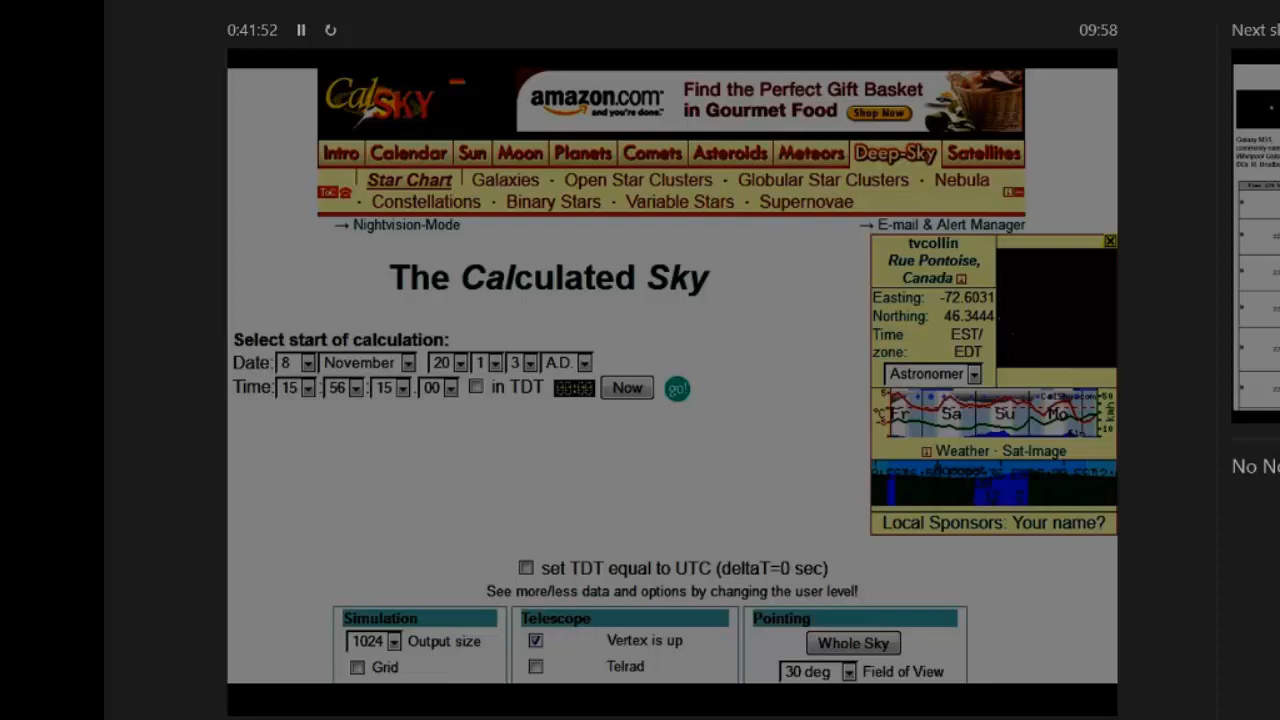 0:41:52
09:58
Next
CalSKY
amazon.com
and you're done.
Find the Perfect Gift Basket
in Gourmet Food
Shop Now
Intro Calendar Sun Moon Planets Comets Asteroids Meteors Deep-Sky Satellites
Star Chart Galaxies · Open Star Clusters · Globular Star Clusters · Nebula
· Constellations · Binary Stars · Variable Stars · Supernovae
→ Nightvision-Mode
→ E-mail & Alert Manager
The Calculated Sky
tvcollin
Rue Pontoise,
Canada
Easting: -72.6031
Northing: 46.3444
Time zone: EST/EDT
Astronomer
Select start of calculation:
Date: 8 November 20 1 3 A.D.
Time: 15 : 56 : 15 . 00 in TDT Now go!
Fr Sa Su Mo
Weather · Sat-Image
Local Sponsors: Your name?
set TDT equal to UTC (deltaT=0 sec)
See more/less data and options by changing the user level!
Simulation
1024 Output size
Grid
Telescope
Vertex is up
Telrad
Pointing
Whole Sky
30 deg Field of View
Galaxy M51
No